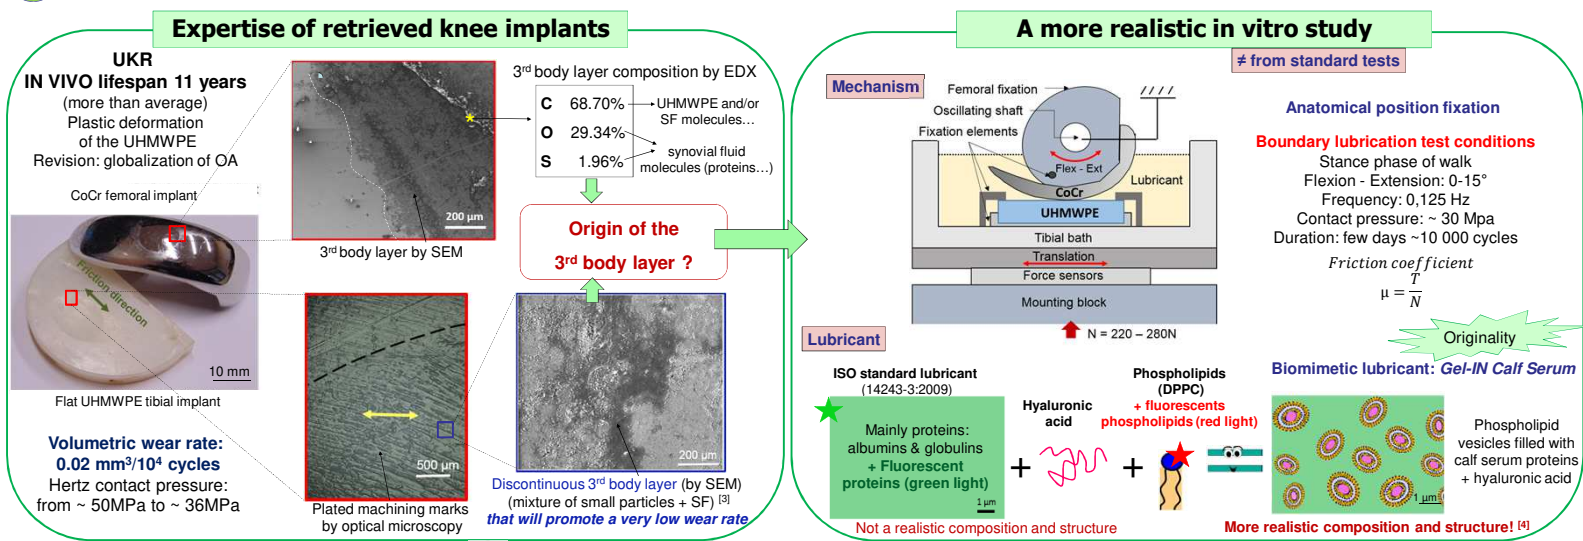 Expertise of retrieved knee implants
UKR
IN VIVO lifespan 11 years
(more than average)
Plastic deformation
of the UHMWPE
Revision: globalization of OA
CoCr femoral implant
Friction direction
10 mm
Flat UHMWPE tibial implant
Volumetric wear rate:
0.02 mm³/10⁴ cycles
Hertz contact pressure:
from ~ 50MPa to ~ 36MPa
*
200 µm
3rd body layer by SEM
500 µm
Plated machining marks
by optical microscopy
3rd body layer composition by EDX
C 68.70%
O 29.34%
S 1.96%
UHMWPE and/or
SF molecules…
synovial fluid
molecules (proteins…)
Origin of the
3rd body layer ?
200 µm
Discontinuous 3rd body layer (by SEM)
(mixture of small particles + SF) [3]
that will promote a very low wear rate
A more realistic in vitro study
≠ from standard tests
Mechanism
Femoral fixation
Oscillating shaft
Fixation elements
Flex - Ext
Lubricant
CoCr
UHMWPE
Tibial bath
Translation
Force sensors
Mounting block
N = 220 – 280N
Anatomical position fixation
Boundary lubrication test conditions
Stance phase of walk
Flexion - Extension: 0-15°
Frequency: 0,125 Hz
Contact pressure: ~ 30 Mpa
Duration: few days ~10 000 cycles
Friction coefficient
µ = T/N
Originality
Lubricant
ISO standard lubricant
(14243-3:2009)
Mainly proteins:
albumins & globulins
+ Fluorescent
proteins (green light)
1 µm
Not a realistic composition and structure
+
Hyaluronic
acid
+
Phospholipids
(DPPC)
+ fluorescents
phospholipids (red light)
Biomimetic lubricant: Gel-IN Calf Serum
1 µm
Phospholipid
vesicles filled with
calf serum proteins
+ hyaluronic acid
More realistic composition and structure! [4]